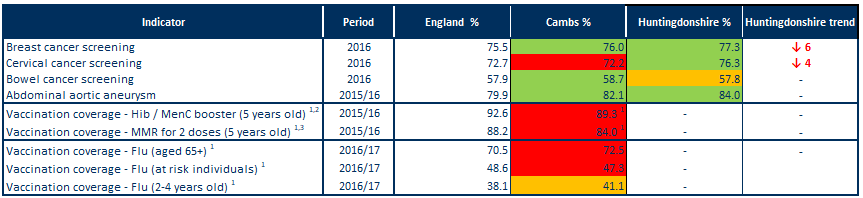 Indicator Period England % Cambs % Huntingdonshire % Huntingdonshire trend
Breast cancer screening 2016 75.5 76.0 77.3 ↓ 6
Cervical cancer screening 2016 72.7 72.2 76.3 ↓ 4
Bowel cancer screening 2016 57.9 58.7 57.8 -
Abdominal aortic aneurysm 2015/16 79.9 82.1 84.0 -
Vaccination coverage - Hib / MenC booster (5 years old) 1,2 2015/16 92.6 89.3 1 - -
Vaccination coverage - MMR for 2 doses (5 years old) 1,3 2015/16 88.2 84.0 1 - -
Vaccination coverage - Flu (aged 65+) 1 2016/17 70.5 72.5 - -
Vaccination coverage - Flu (at risk individuals) 1 2016/17 48.6 47.3 -
Vaccination coverage - Flu (2-4 years old) 1 2016/17 38.1 41.1 -